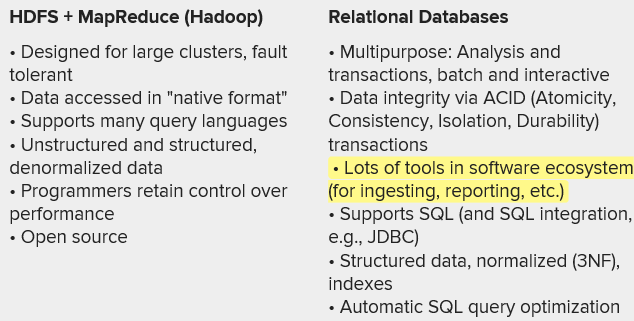 HDFS + MapReduce (Hadoop)
• Designed for large clusters, fault
tolerant
• Data accessed in "native format"
• Supports many query languages
• Unstructured and structured,
denormalized data
• Programmers retain control over
performance
• Open source
Relational Databases
• Multipurpose: Analysis and
transactions, batch and interactive
• Data integrity via ACID (Atomicity,
Consistency, Isolation, Durability)
transactions
• Lots of tools in software ecosystem
(for ingesting, reporting, etc.)
• Supports SQL (and SQL integration,
e.g., JDBC)
• Structured data, normalized (3NF),
indexes
• Automatic SQL query optimization